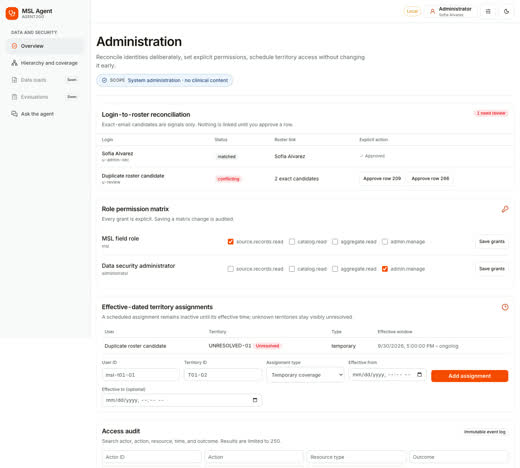 MSL Agent
AGENT200
Local
Administrator
Sofia Alvarez
DATA AND SECURITY
Overview
Hierarchy and coverage
Data loads
Soon
Evaluations
Soon
Ask the agent
Administration
Reconcile identities deliberately, set explicit permissions, schedule territory access without changing
it early.
SCOPE System administration · no clinical content
Login-to-roster reconciliation
1 need review
Exact-email candidates are signals only. Nothing is linked until you approve a row.
Login
Status
Roster link
Explicit action
Sofia Alvarez
matched
Sofia Alvarez
✓ Approved
Duplicate roster candidate
u-review
conflicting
2 exact candidates
Approve row 209
Approve row 266
Role permission matrix
Every grant is explicit. Saving a matrix change is audited.
MSL field role
msl
source.records.read
catalog.read
aggregate.read
admin.manage
Save grants
Data security administrator
administrator
source.records.read
catalog.read
aggregate.read
admin.manage
Save grants
Effective-dated territory assignments
A scheduled assignment remains inactive until its effective time; unknown territories stay visibly unresolved.
User
Territory
Type
Effective window
Duplicate roster candidate
UNRESOLVED-01
Unresolved
temporary
9/30/2026, 5:00:00 PM – ongoing
User ID
Territory ID
Assignment type
Effective from
msl-t01-01
T01-02
Temporary coverage
mm/dd/yyyy, --:-- --
Add assignment
Effective to (optional)
mm/dd/yyyy, --:-- --
Access audit
Immutable event log
Search actor, action, resource, time, and outcome. Results are limited to 250.
Actor ID
Action
Resource type
Outcome